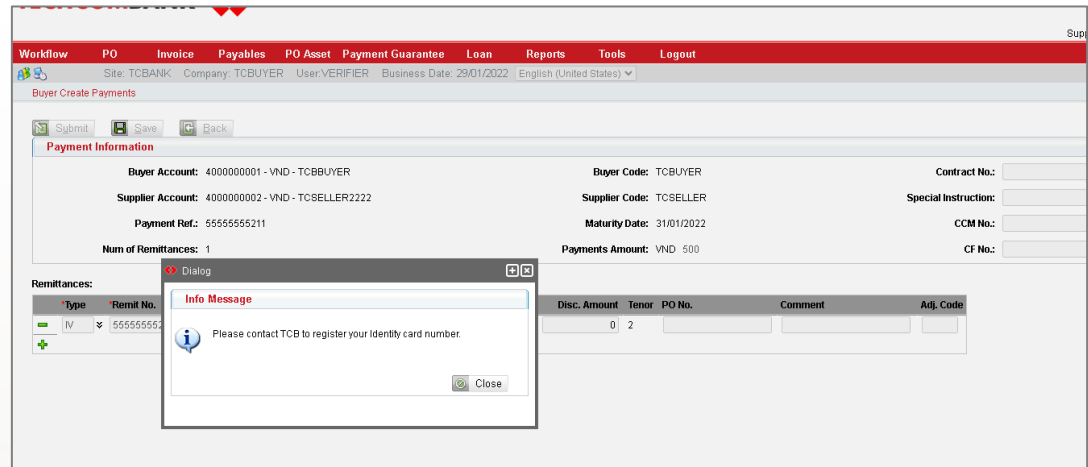 Supp
Workflow PO Invoice Payables PO Asset Payment Guarantee Loan Reports Tools Logout
Site: TCBANK Company: TCBUYER User:VERIFIER Business Date: 29/01/2022 English (United States)
Buyer Create Payments
Submit Save Back
Payment Information
Buyer Account: 4000000001 - VND - TCBBUYER Buyer Code: TCBUYER Contract No.:
Supplier Account: 4000000002 - VND - TCSELLER2222 Supplier Code: TCSELLER Special Instruction:
Payment Ref.: 55555555211 Maturity Date: 31/01/2022 CCM No.:
Num of Remittances: 1 Payments Amount: VND 500 CF No.:
Remittances:
*Type *Remit No. Disc. Amount Tenor PO No. Comment Adj. Code
IV 555555552 0 2
Dialog
Info Message
Please contact TCB to register your Identity card number.
Close